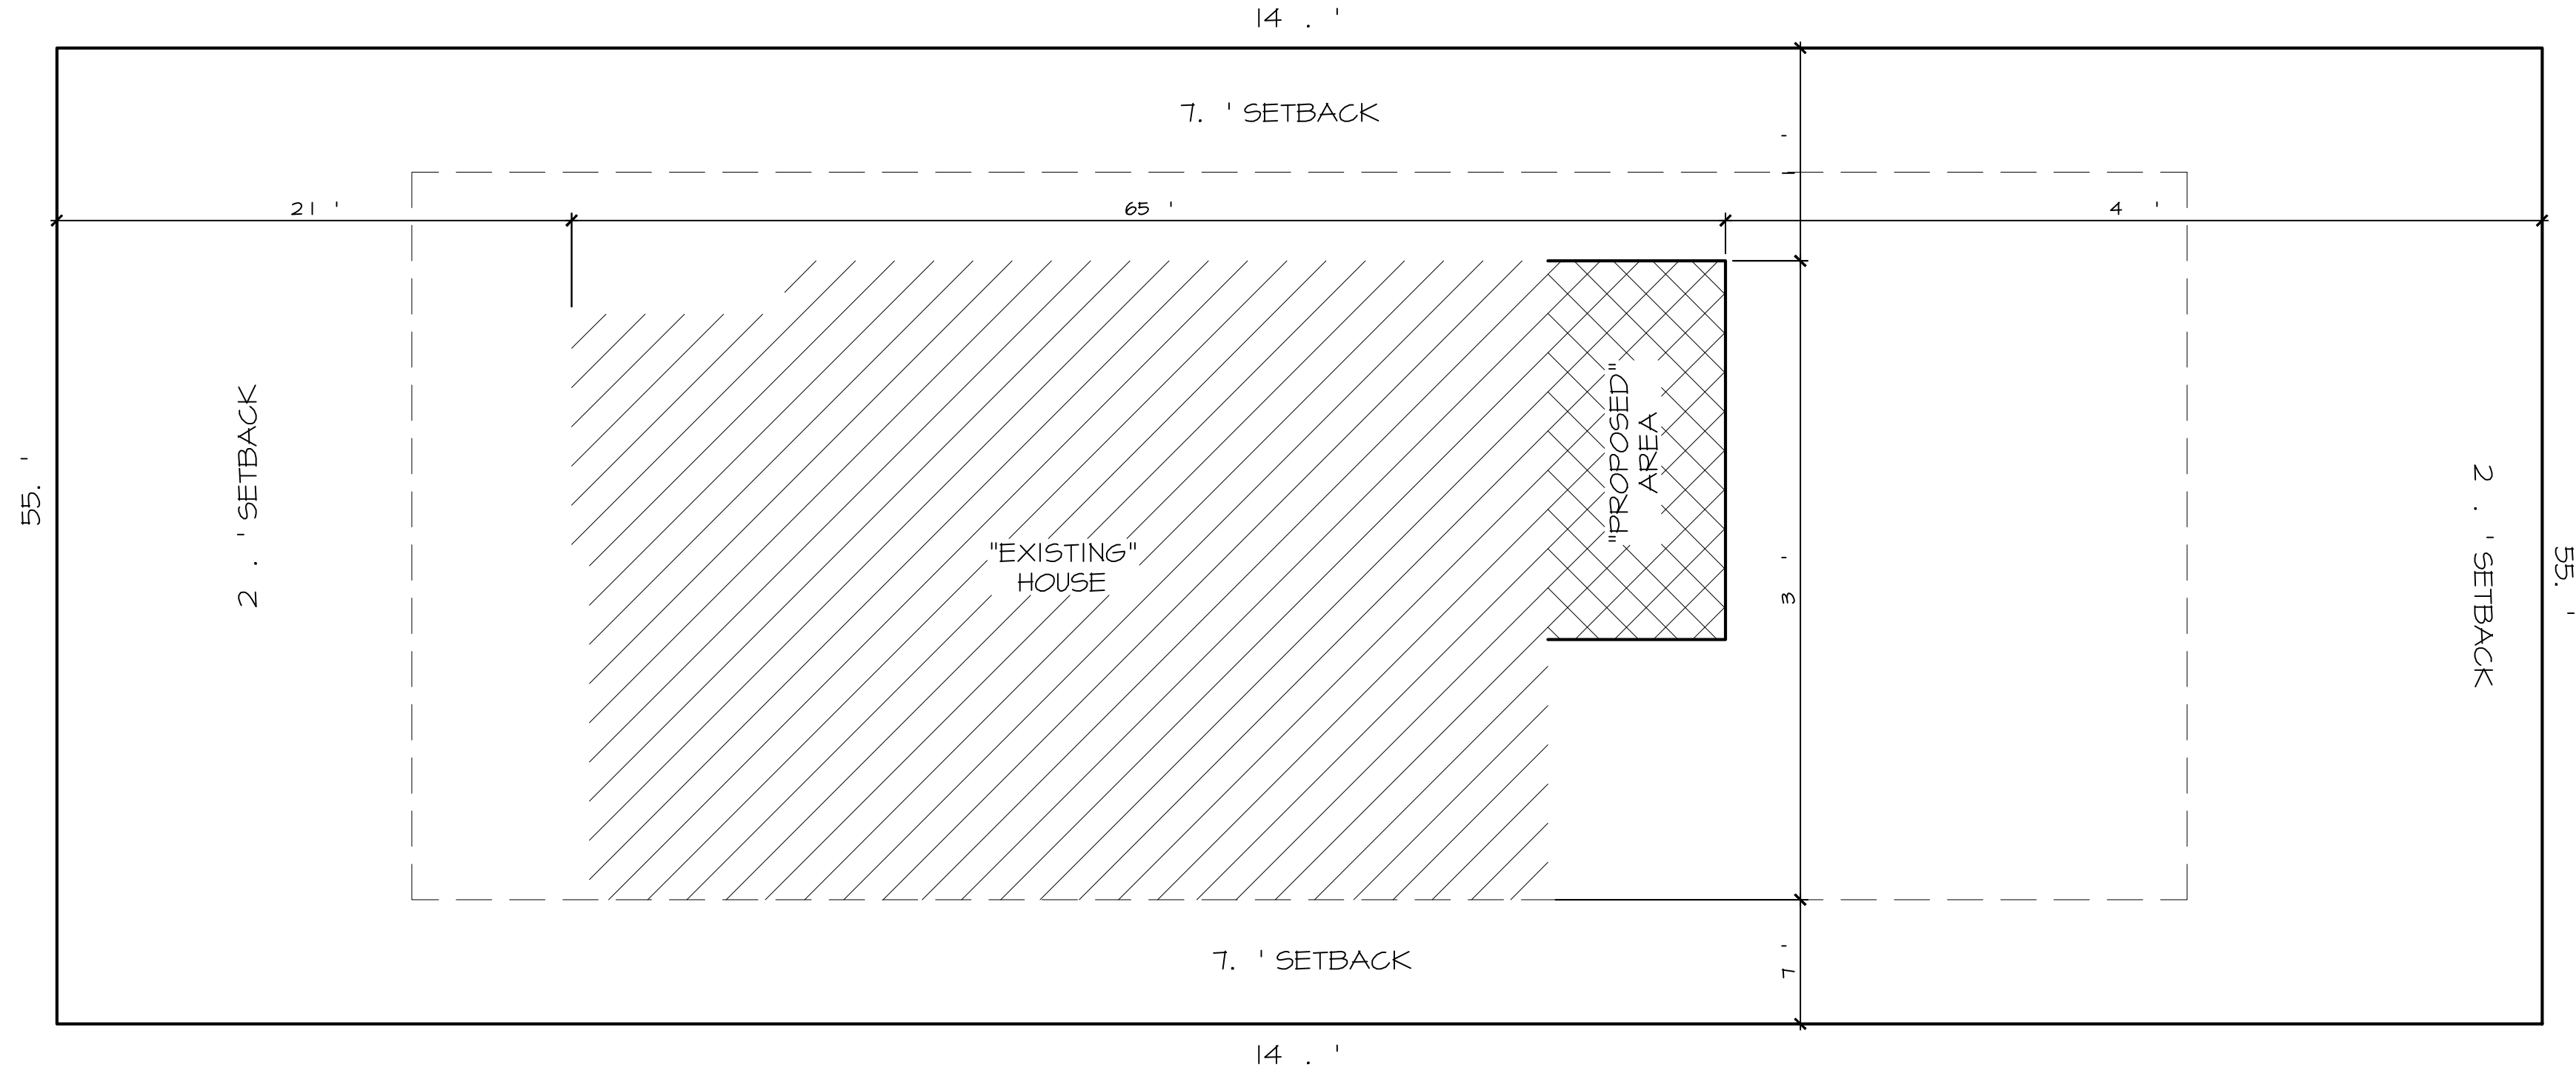 14 . '
7. ' SETBACK
21 '
65 '
4 '
1 '
2 . ' SETBACK
55. '
"PROPOSED"
AREA
"EXISTING"
HOUSE
3 '
2 . ' SETBACK
55. '
7. ' SETBACK
7 '
14 . '